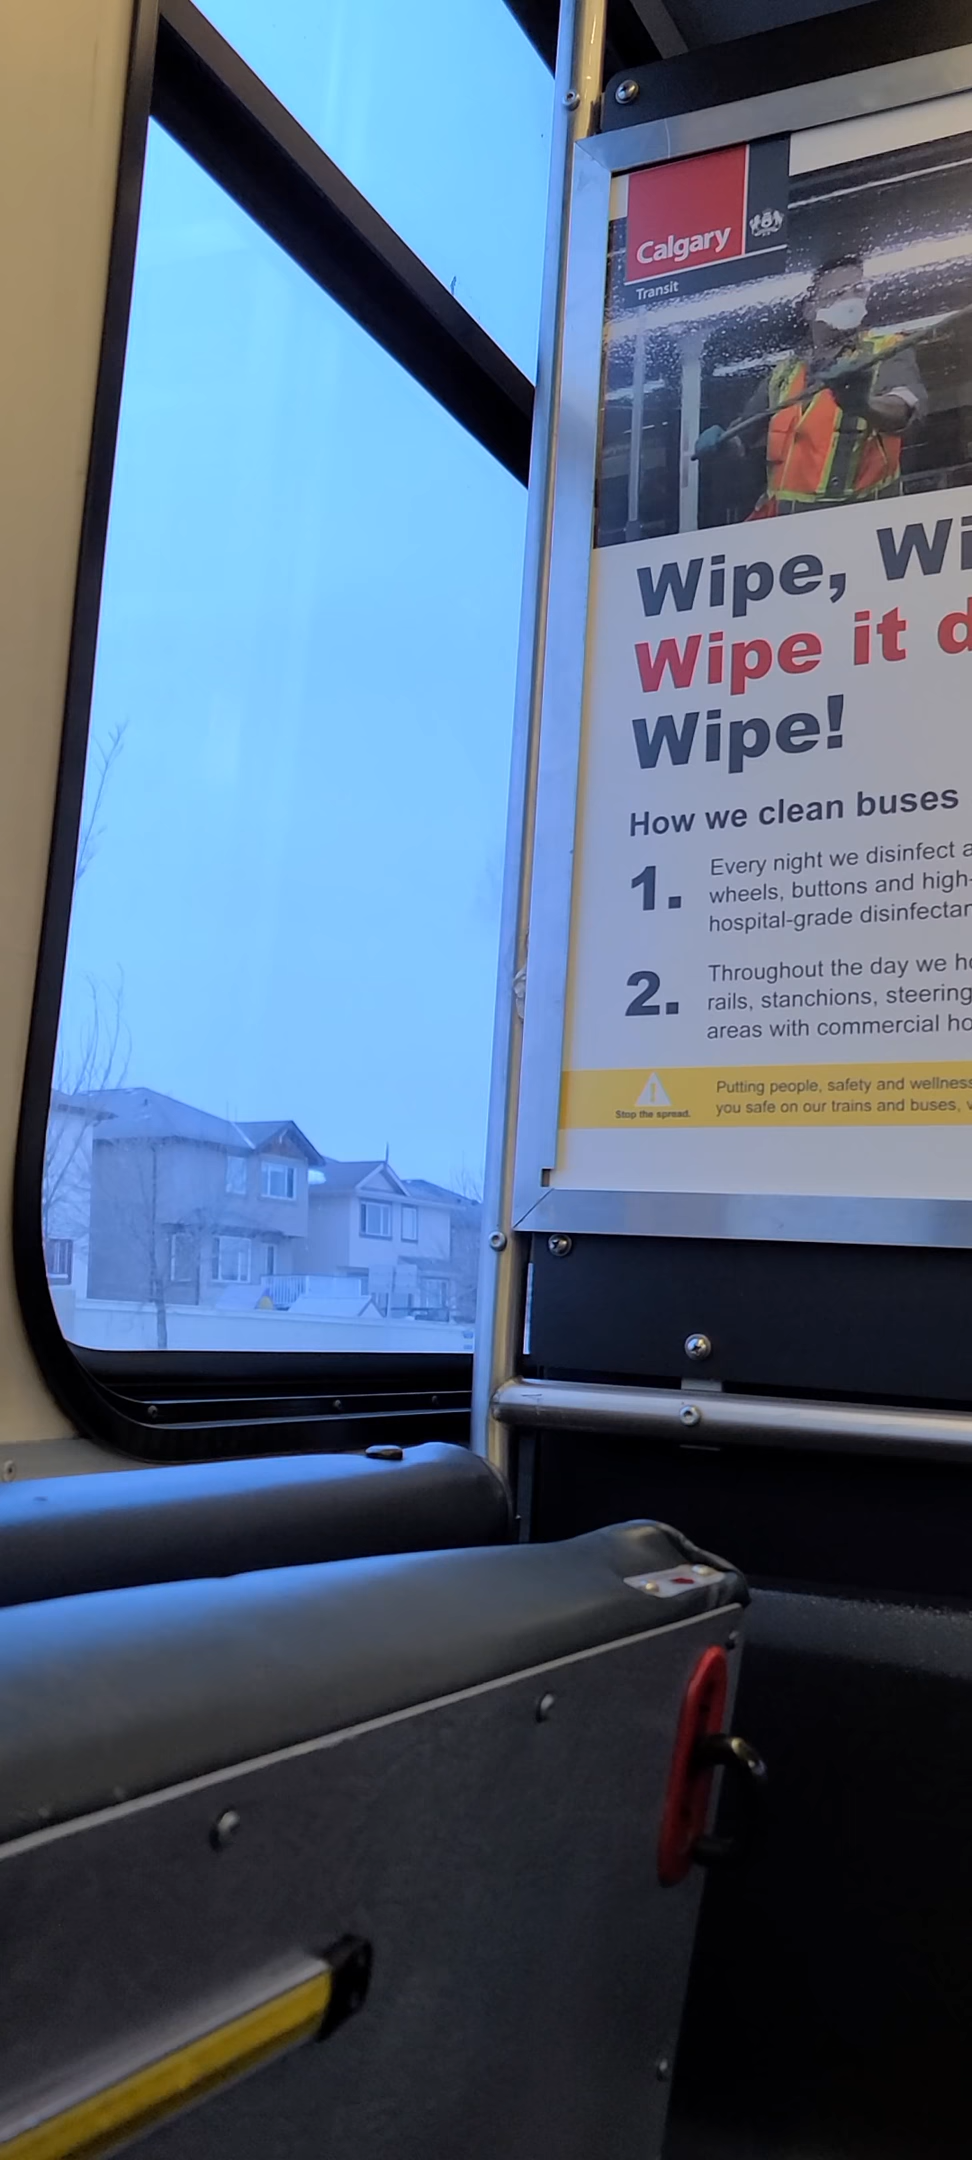 Calgary
Transit
Wipe, Wi
Wipe it d
Wipe!
How we clean buses
1. Every night we disinfect a
wheels, buttons and high-
hospital-grade disinfectan
2. Throughout the day we ho
rails, stanchions, steering
areas with commercial ho
Stop the spread.
Putting people, safety and wellness
you safe on our trains and buses, v